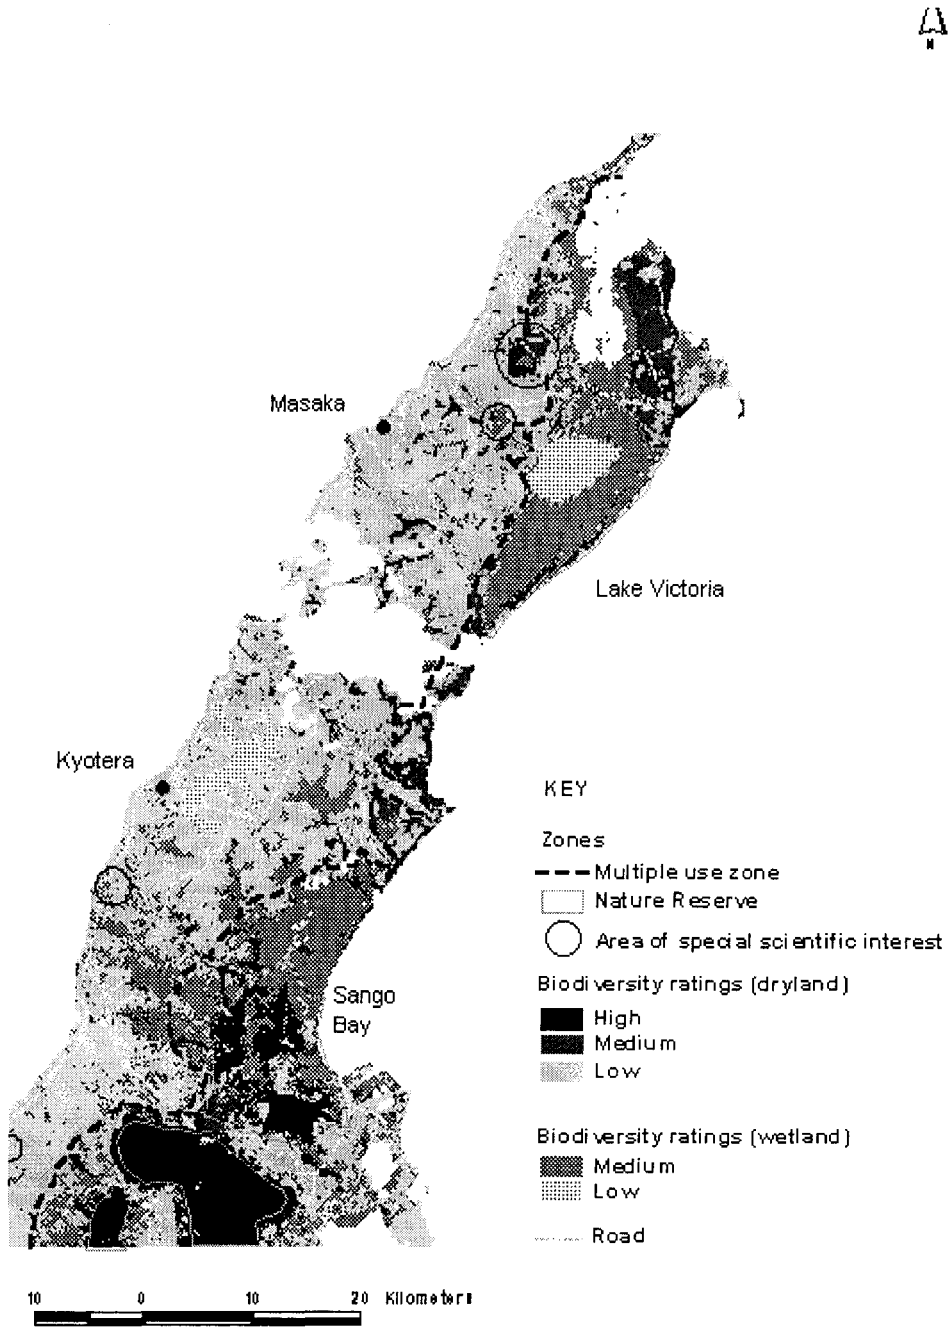 N
Masaka
Lake Victoria
Kyotera
Sango
Bay
KEY
Zones
Multiple use zone
Nature Reserve
Area of special scientific interest
Biodiversity ratings (dryland)
High
Medium
Low
Biodiversity ratings (wetland)
Medium
Low
Road
10 0 10 20 Kilometers